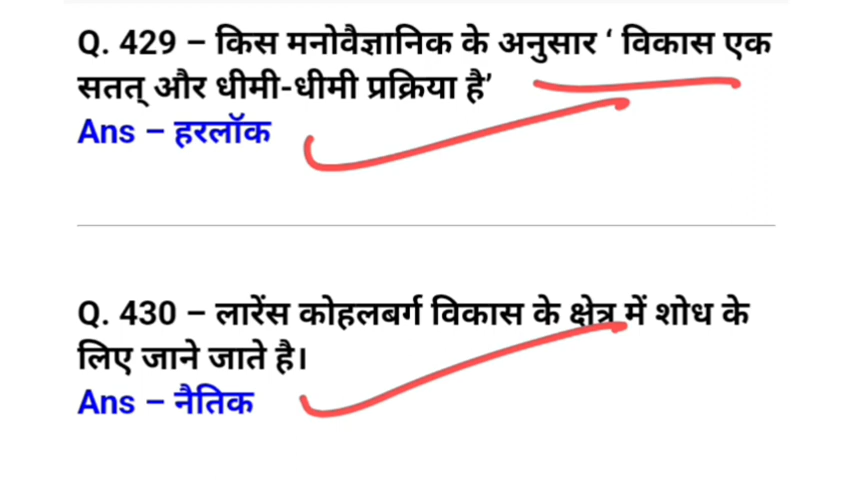 Q. 429 – किस मनोवैज्ञानिक के अनुसार ‘ विकास एक
सतत् और धीमी-धीमी प्रक्रिया है’
Ans – हरलॉक
Q. 430 – लारेंस कोहलबर्ग विकास के क्षेत्र में शोध के
लिए जाने जाते है।
Ans – नैतिक